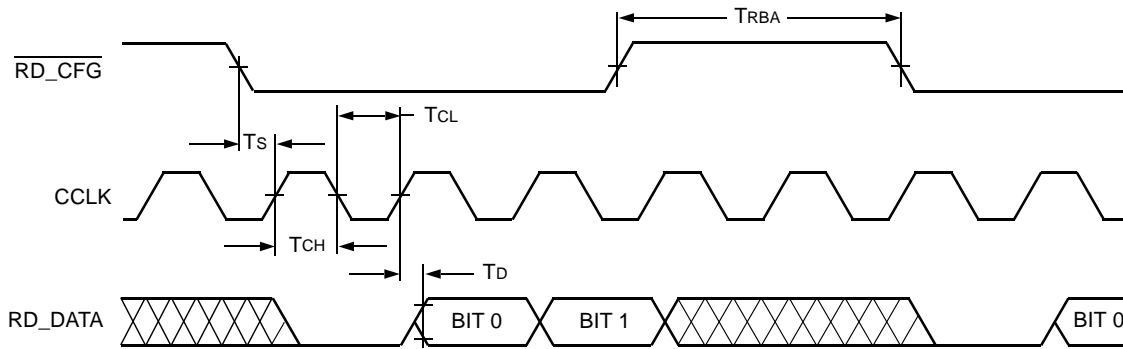 TRBA
RD_CFG
TCL
TS
CCLK
TCH
TD
RD_DATA
BIT 0
BIT 1
BIT 0